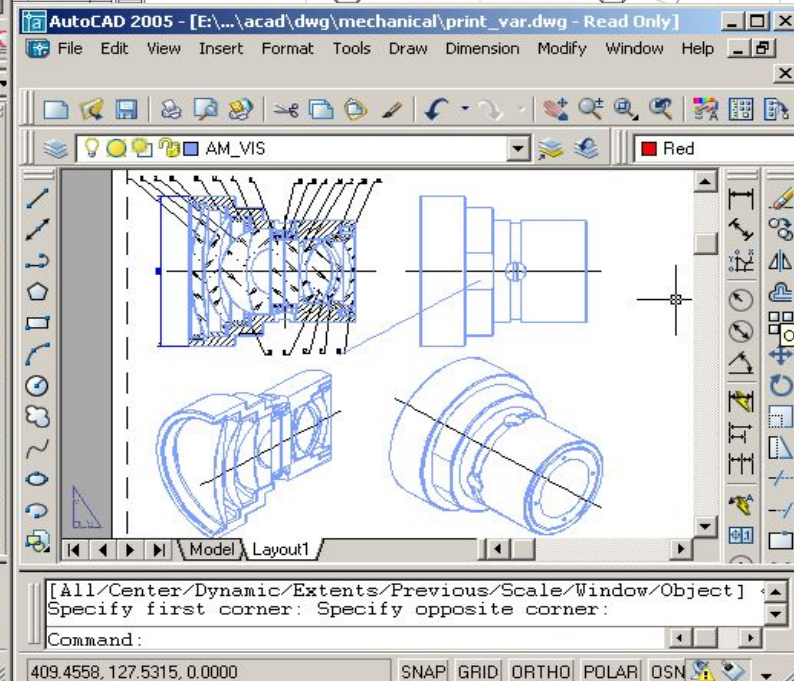 AutoCAD 2005 - [E:\...\acad\dwg\mechanical\print_var.dwg - Read Only]
File Edit View Insert Format Tools Draw Dimension Modify Window Help
AM_VIS
Red
Model Layout1
[All/Center/Dynamic/Extents/Previous/Scale/Window/Object]
Specify first corner: Specify opposite corner:
Command:
409.4558, 127.5315, 0.0000 SNAP GRID ORTHO POLAR OSN